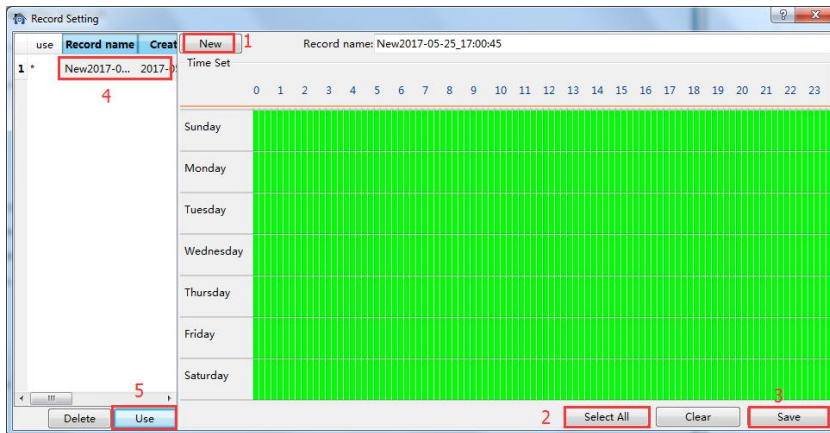 Record Setting
use Record name Creat
New 1 Record name: New2017-05-25_17:00:45
1 * New2017-0... 2017-0
4
Time Set
0 1 2 3 4 5 6 7 8 9 10 11 12 13 14 15 16 17 18 19 20 21 22 23
Sunday
Monday
Tuesday
Wednesday
Thursday
Friday
Saturday
5
Delete Use
2 Select All Clear Save
3